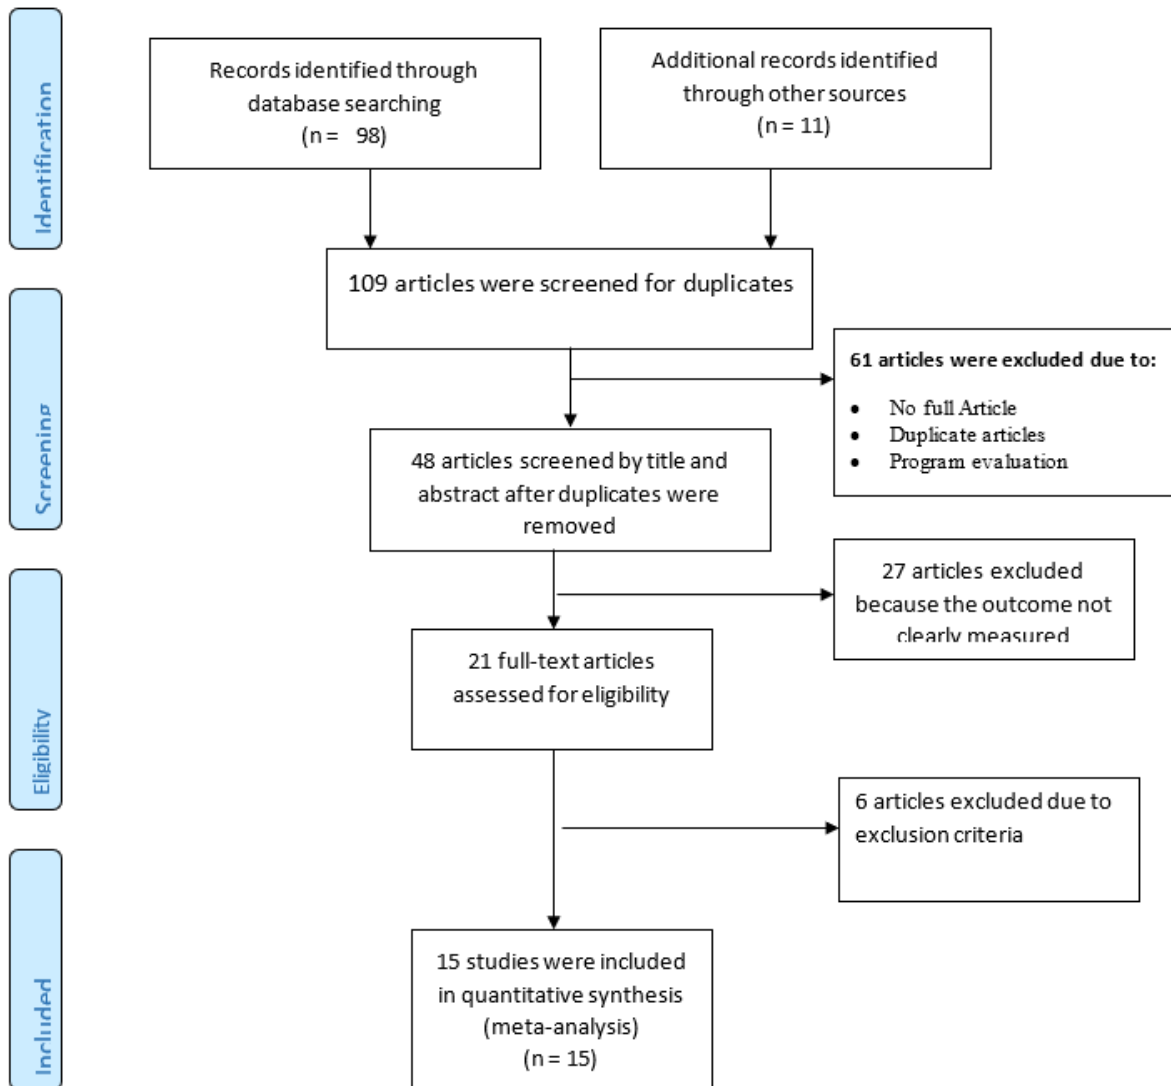 Identification
Records identified through
database searching
(n = 98)
Additional records identified
through other sources
(n = 11)
109 articles were screened for duplicates
Screening
61 articles were excluded due to:
• No full Article
• Duplicate articles
• Program evaluation
48 articles screened by title and
abstract after duplicates were
removed
27 articles excluded
because the outcome not
clearly measured
Eligibility
21 full-text articles
assessed for eligibility
6 articles excluded due to
exclusion criteria
Included
15 studies were included
in quantitative synthesis
(meta-analysis)
(n = 15)